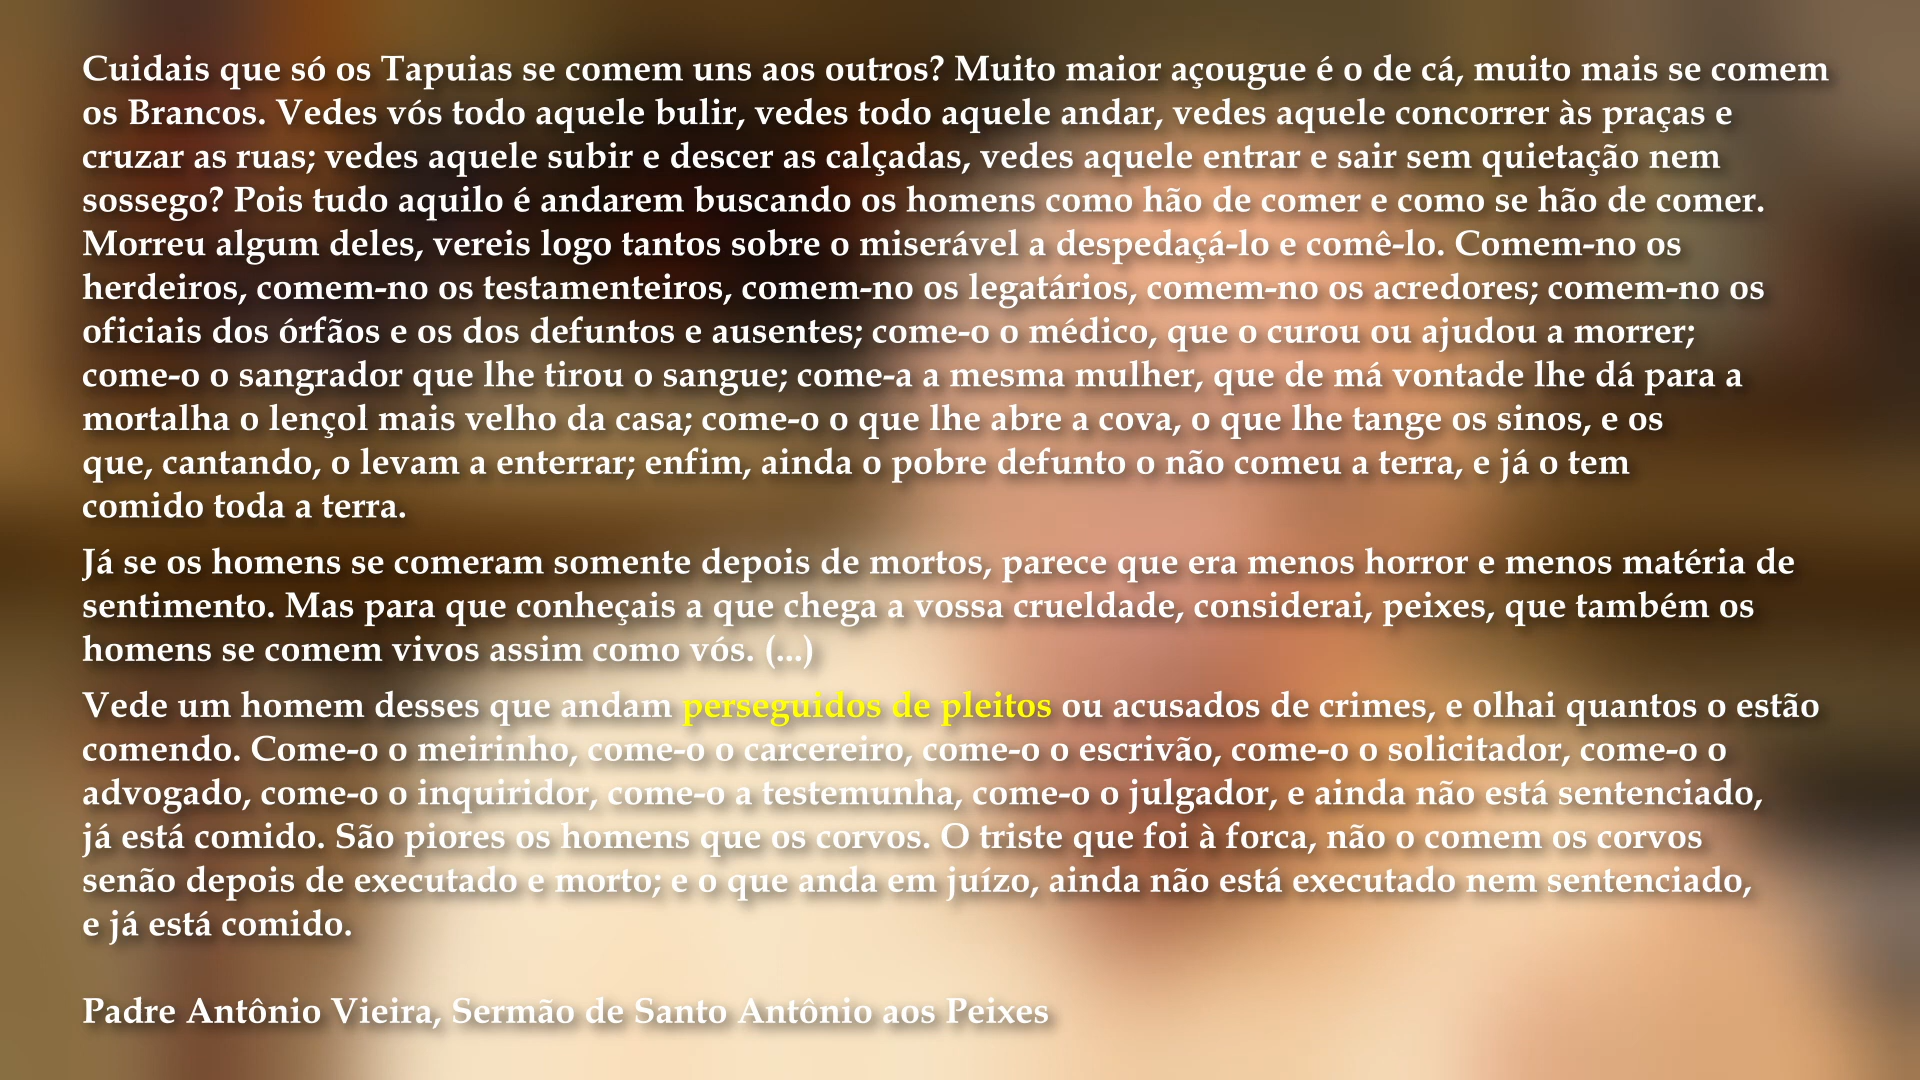 Cuidais que só os Tapuias se comem uns aos outros? Muito maior açougue é o de cá, muito mais se comem
os Brancos. Vedes vós todo aquele bulir, vedes todo aquele andar, vedes aquele concorrer às praças e
cruzar as ruas; vedes aquele subir e descer as calçadas, vedes aquele entrar e sair sem quietação nem
sossego? Pois tudo aquilo é andarem buscando os homens como hão de comer e como se hão de comer.
Morreu algum deles, vereis logo tantos sobre o miserável a despedaçá-lo e comê-lo. Comem-no os
herdeiros, comem-no os testamenteiros, comem-no os legatários, comem-no os acredores; comem-no os
oficiais dos órfãos e os dos defuntos e ausentes; come-o o médico, que o curou ou ajudou a morrer;
come-o o sangrador que lhe tirou o sangue; come-a a mesma mulher, que de má vontade lhe dá para a
mortalha o lençol mais velho da casa; come-o o que lhe abre a cova, o que lhe tange os sinos, e os
que, cantando, o levam a enterrar; enfim, ainda o pobre defunto o não comeu a terra, e já o tem
comido toda a terra.
Já se os homens se comeram somente depois de mortos, parece que era menos horror e menos matéria de
sentimento. Mas para que conheçais a que chega a vossa crueldade, considerai, peixes, que também os
homens se comem vivos assim como vós. (...)
Vede um homem desses que andam perseguidos de pleitos ou acusados de crimes, e olhai quantos o estão
comendo. Come-o o meirinho, come-o o carcereiro, come-o o escrivão, come-o o solicitador, come-o o
advogado, come-o o inquiridor, come-o a testemunha, come-o o julgador, e ainda não está sentenciado,
já está comido. São piores os homens que os corvos. O triste que foi à forca, não o comem os corvos
senão depois de executado e morto; e o que anda em juízo, ainda não está executado nem sentenciado,
e já está comido.
Padre Antônio Vieira, Sermão de Santo Antônio aos Peixes